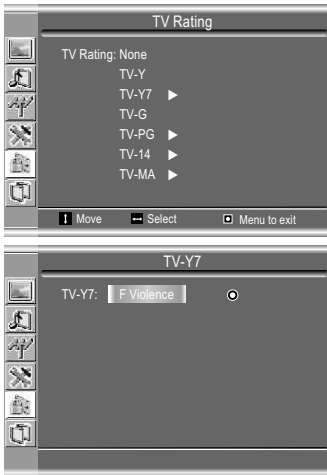 TV Rating
TV Rating: None
TV-Y
TV-Y7
TV-G
TV-PG
TV-14
TV-MA
Move Select Menu to exit
TV-Y7
TV-Y7: F Violence